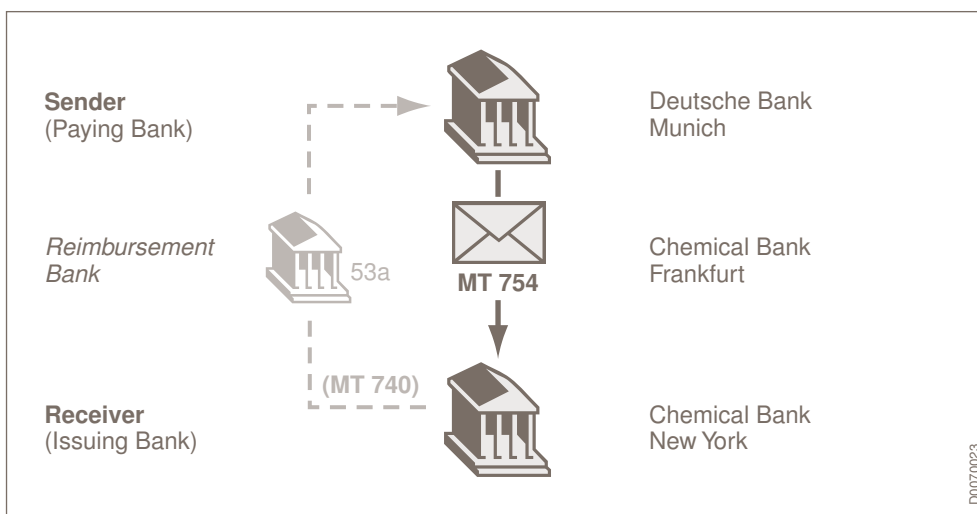 Sender
(Paying Bank)
Deutsche Bank
Munich
Reimbursement
Bank
53a
MT 754
Chemical Bank
Frankfurt
(MT 740)
Receiver
(Issuing Bank)
Chemical Bank
New York
D0070023